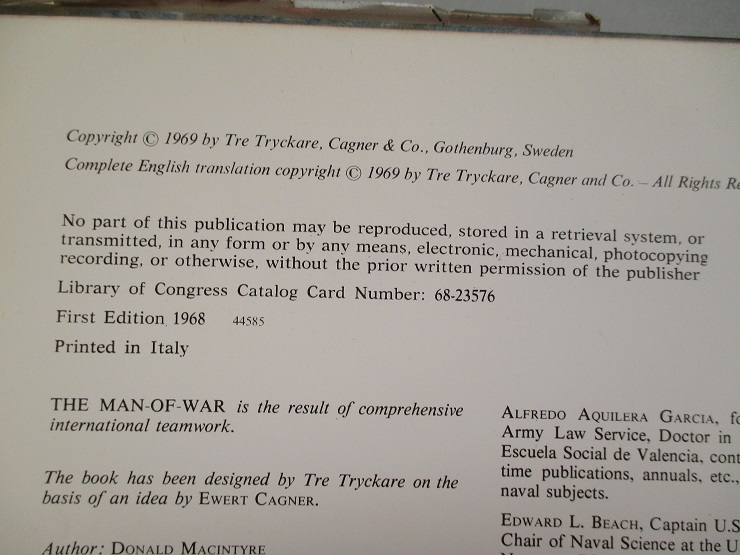 Copyright © 1969 by Tre Tryckare, Cagner & Co., Gothenburg, Sweden
Complete English translation copyright © 1969 by Tre Tryckare, Cagner and Co. – All Rights Re
No part of this publication may be reproduced, stored in a retrieval system, or
transmitted, in any form or by any means, electronic, mechanical, photocopying
recording, or otherwise, without the prior written permission of the publisher
Library of Congress Catalog Card Number: 68-23576
First Edition 1968 44585
Printed in Italy
THE MAN-OF-WAR is the result of comprehensive
international teamwork.
The book has been designed by Tre Tryckare on the
basis of an idea by EWERT CAGNER.
Author: DONALD MACINTYRE
ALFREDO AQUILERA GARCIA, fo
Army Law Service, Doctor in
Escuela Social de Valencia, cont
time publications, annuals, etc.,
naval subjects.
EDWARD L. BEACH, Captain U.S
Chair of Naval Science at the U